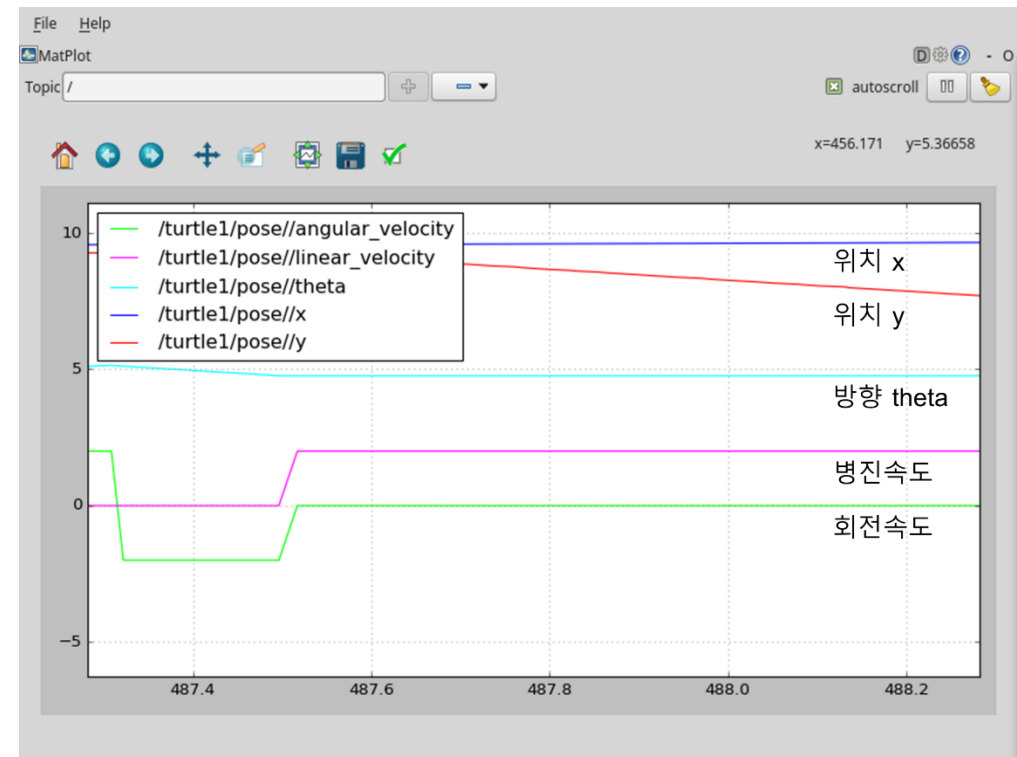 File Help
MatPlot D - O
Topic / autoscroll
x=456.171 y=5.36658
10
/turtle1/pose//angular_velocity
/turtle1/pose//linear_velocity
/turtle1/pose//theta
/turtle1/pose//x
/turtle1/pose//y
위치 x
위치 y
5
방향 theta
병진속도
0
회전속도
−5
487.4 487.6 487.8 488.0 488.2